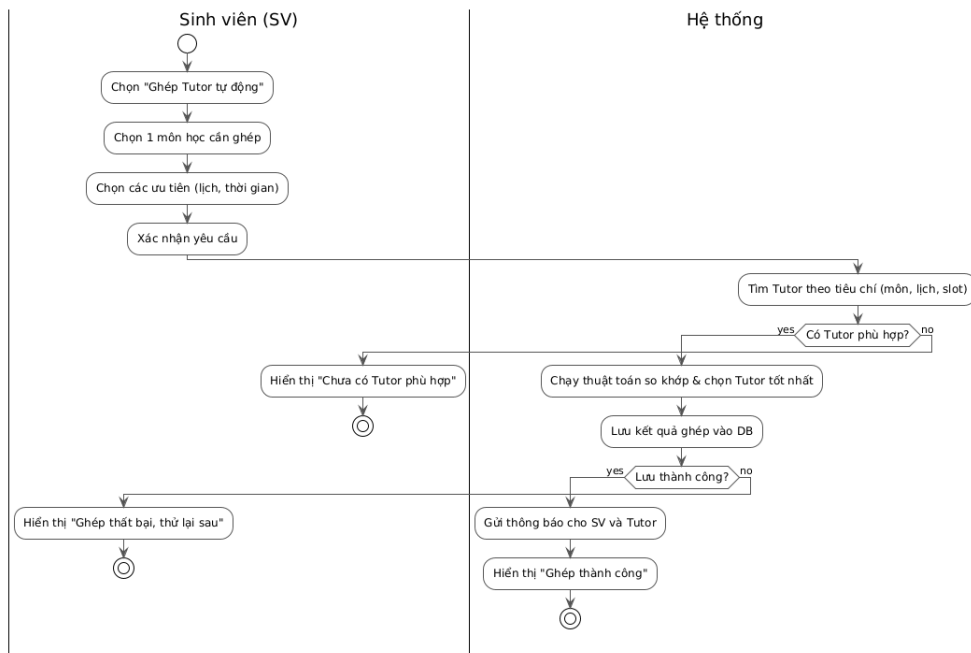 Sinh viên (SV)
Hệ thống
Chọn "Ghép Tutor tự động"
Chọn 1 môn học cần ghép
Chọn các ưu tiên (lịch, thời gian)
Xác nhận yêu cầu
Tìm Tutor theo tiêu chí (môn, lịch, slot)
yes
Có Tutor phù hợp?
no
Hiển thị "Chưa có Tutor phù hợp"
Chạy thuật toán so khớp & chọn Tutor tốt nhất
Lưu kết quả ghép vào DB
yes
Lưu thành công?
no
Hiển thị "Ghép thất bại, thử lại sau"
Gửi thông báo cho SV và Tutor
Hiển thị "Ghép thành công"